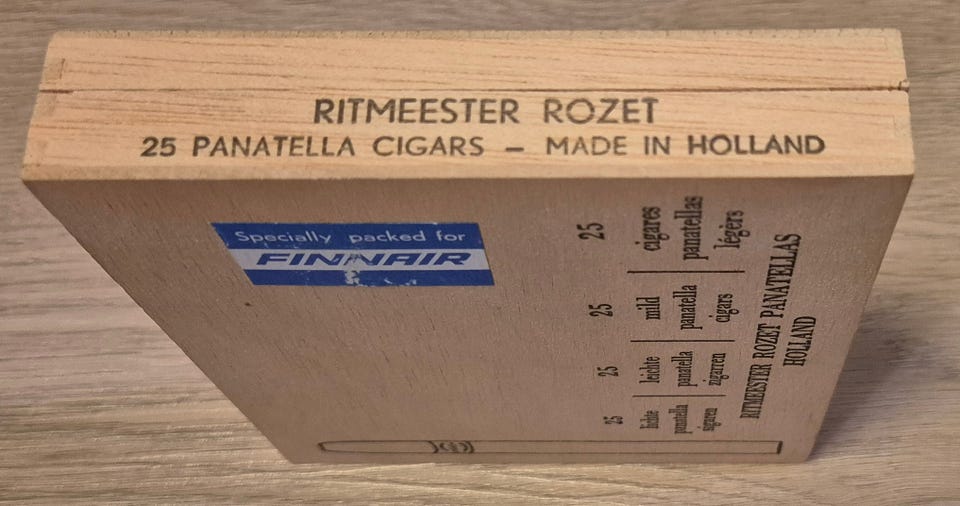 RITMEESTER ROZET
25 PANATELLA CIGARS – MADE IN HOLLAND
Specially packed for
FINNAIR
25
lichte
panatella
sigaren
25
leichte
panatella
zigarren
25
mild
panatella
cigars
25
cigares
panatellas
légèrs
RITMEESTER ROZET PANATELLAS
HOLLAND